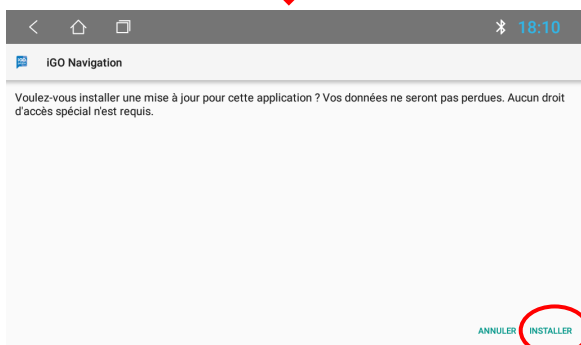 18:10
iGO Navigation
Voulez-vous installer une mise à jour pour cette application ? Vos données ne seront pas perdues. Aucun droit
d'accès spécial n'est requis.
ANNULER INSTALLER